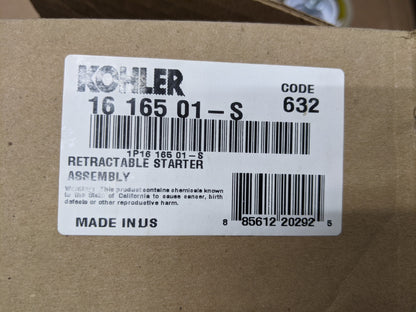 KOHLER
CODE
16 165 01-S 632
1P16 165 01-S
RETRACTABLE STARTER
ASSEMBLY
Warning: This product contains chemicals known
to the State of California to cause cancer, birth
defects or other reproductive harm.
MADE IN US
8 85612 20292 5